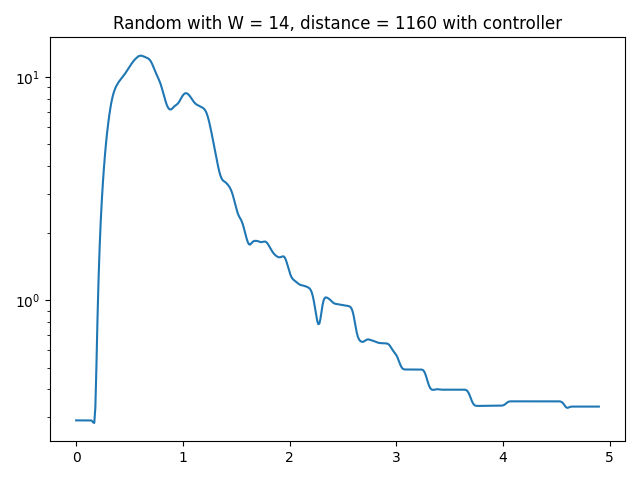 Random with W = 14, distance = 1160 with controller
10¹
10⁰
0 1 2 3 4 5